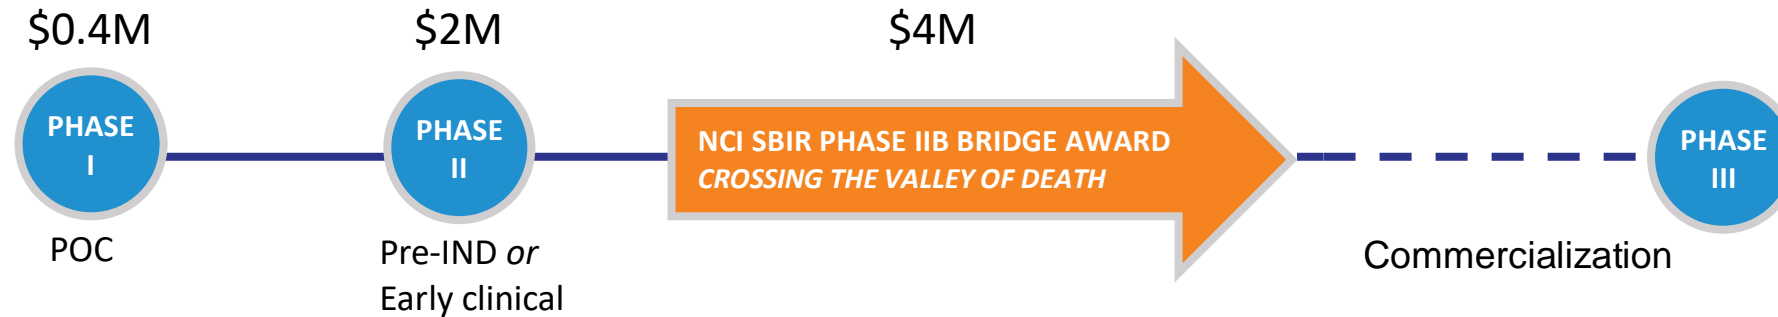 $0.4M
$2M
$4M
PHASE
I
PHASE
II
NCI SBIR PHASE IIB BRIDGE AWARD
CROSSING THE VALLEY OF DEATH
PHASE
III
POC
Pre-IND or
Early clinical
Commercialization